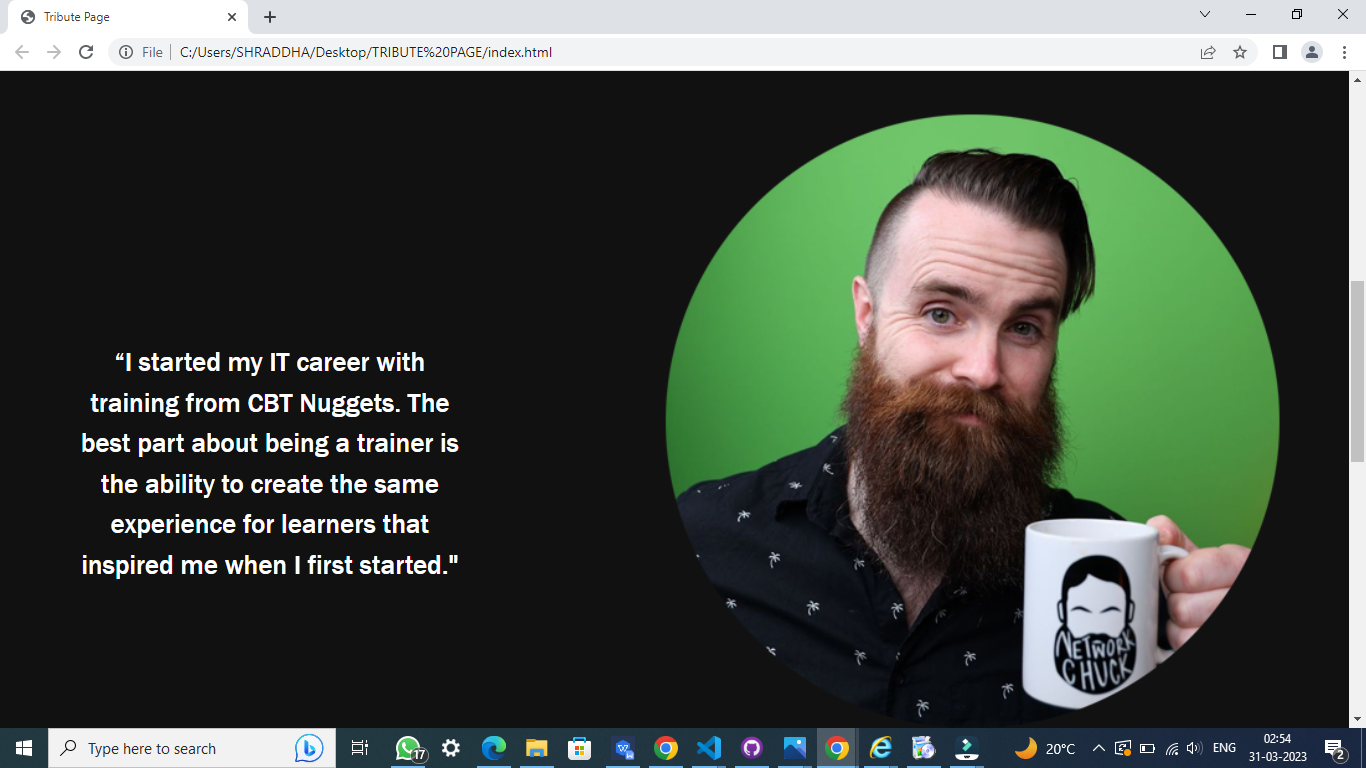 Tribute Page
File
C:/Users/SHRADDHA/Desktop/TRIBUTE%20PAGE/index.html
“I started my IT career with
training from CBT Nuggets. The
best part about being a trainer is
the ability to create the same
experience for learners that
inspired me when I first started."
NETWORK
CHUCK
Type here to search
17
20°C
ENG
02:54
31-03-2023
2